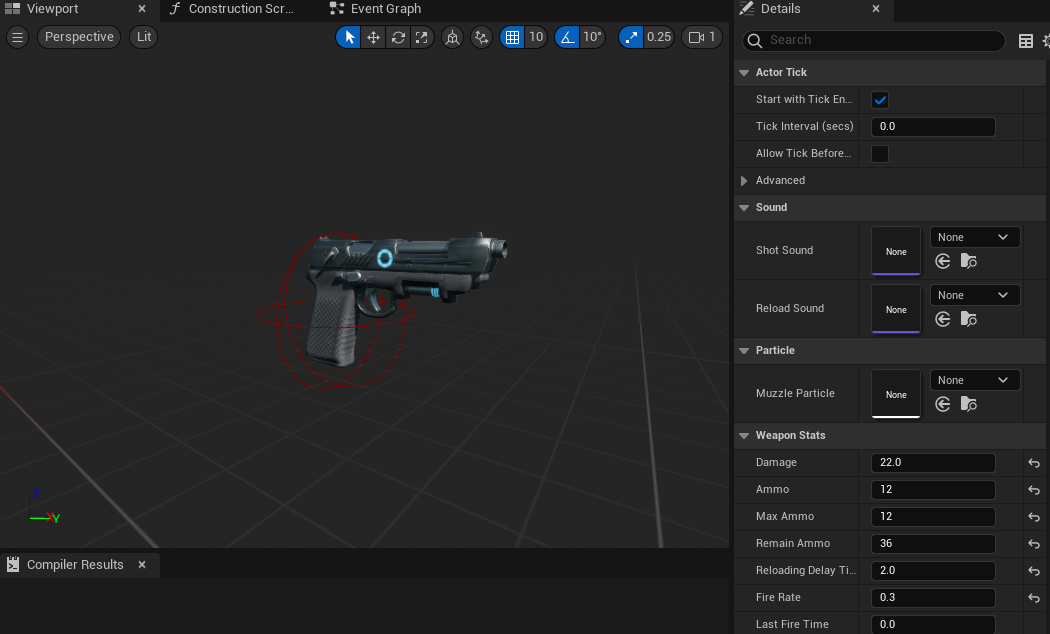 Viewport
Construction Scr...
Event Graph
Perspective
Lit
10
10°
0.25
1
Z
X
Y
Compiler Results
Details
Search
Actor Tick
Start with Tick En...
Tick Interval (secs)
0.0
Allow Tick Before...
Advanced
Sound
Shot Sound
None
None
Reload Sound
None
None
Particle
Muzzle Particle
None
None
Weapon Stats
Damage
22.0
Ammo
12
Max Ammo
12
Remain Ammo
36
Reloading Delay Ti...
2.0
Fire Rate
0.3
Last Fire Time
0.0